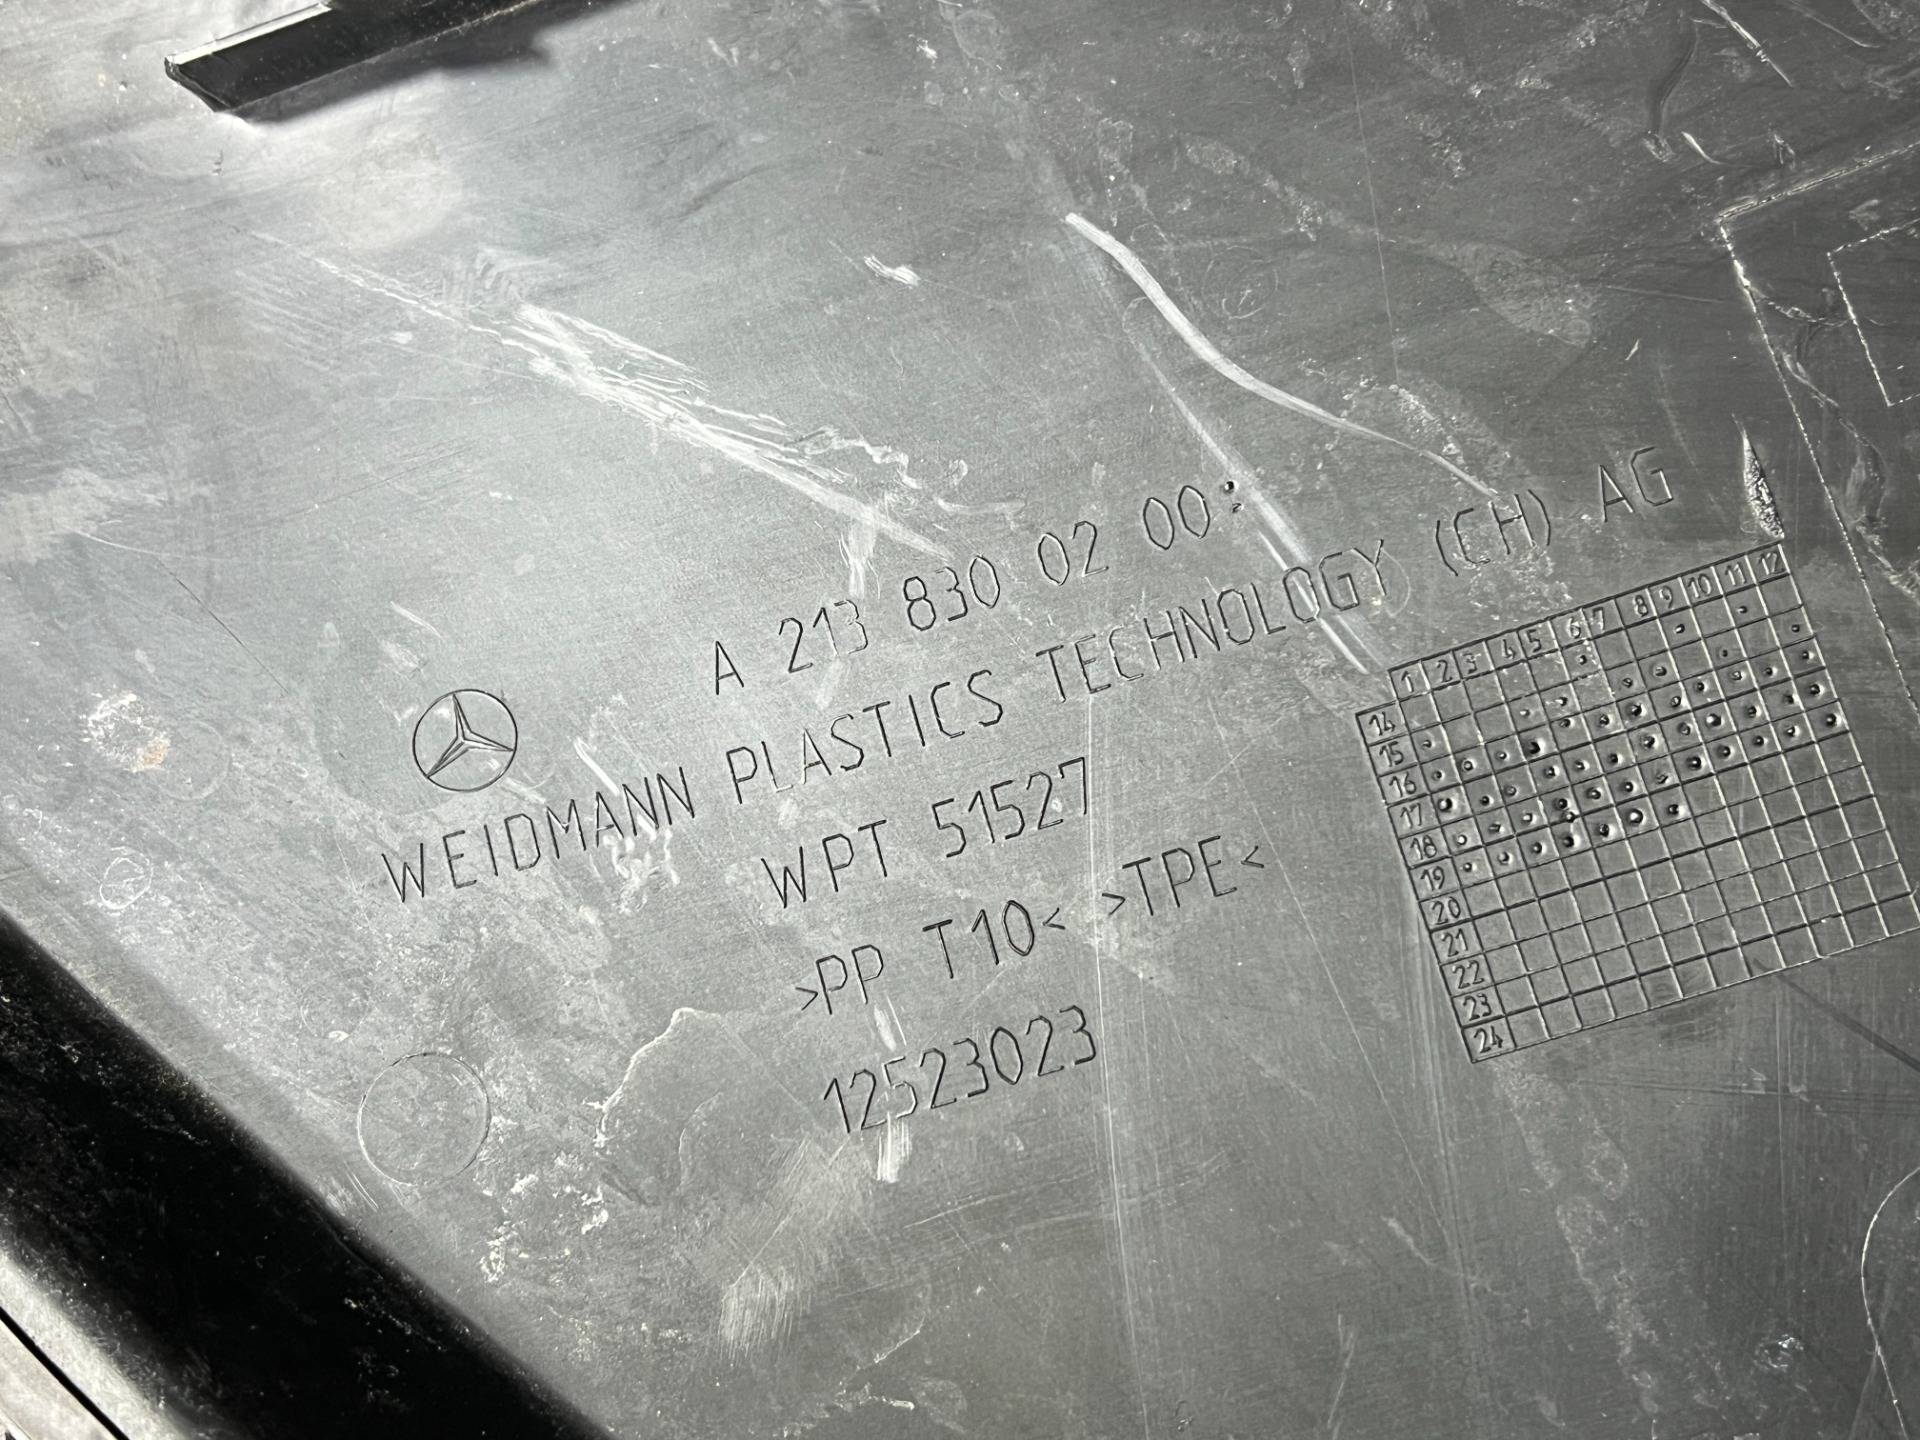 A 213 830 02 00
WEIDMANN PLASTICS TECHNOLOGY (CH) AG
WPT 51527
>PP T10< >TPE<
12523023
1 2 3 4 5 6 7 8 9 10 11 12
14
15
16
17
18
19
20
21
22
23
24